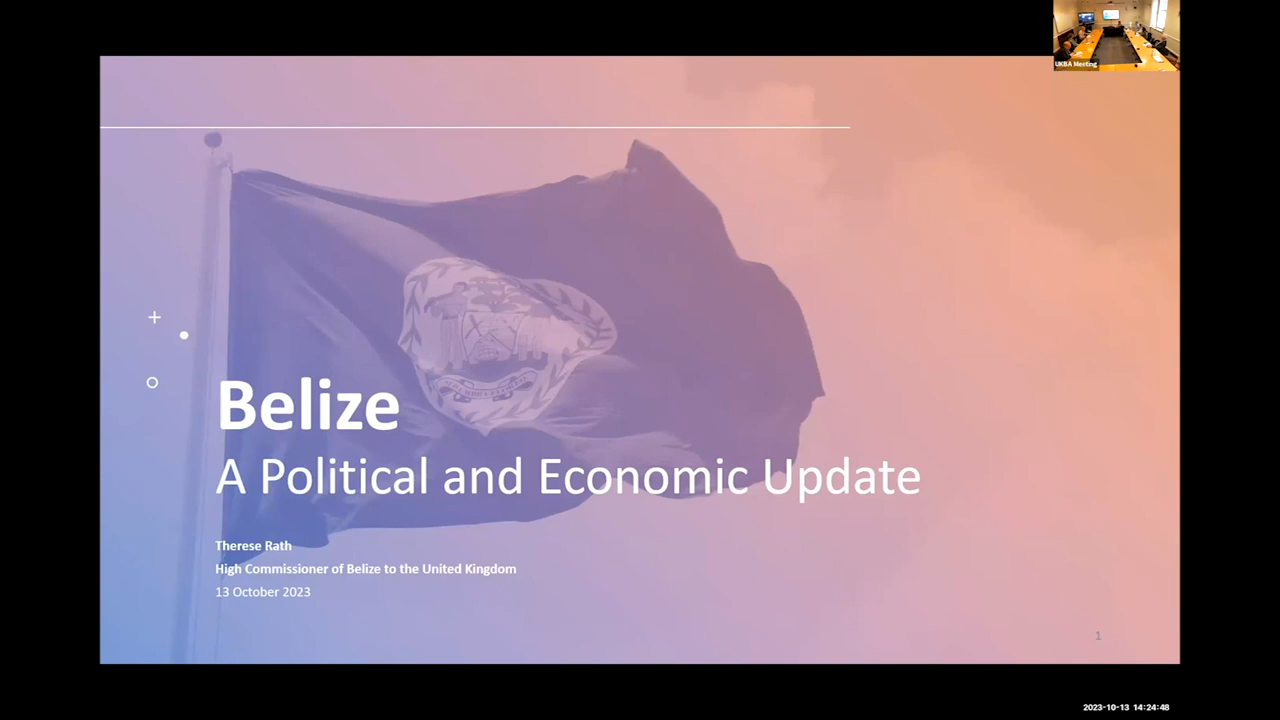 UKBA Meeting
Belize
A Political and Economic Update
Therese Rath
High Commissioner of Belize to the United Kingdom
13 October 2023
1
2023-10-13 14:24:48